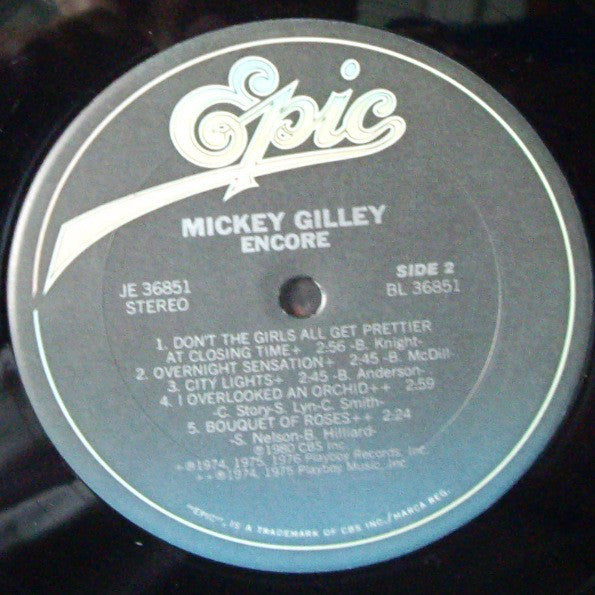 Epic
MICKEY GILLEY
ENCORE
JE 36851
STEREO
SIDE 2
BL 36851
1. DON'T THE GIRLS ALL GET PRETTIER
AT CLOSING TIME+ 2:56 -B. Knight-
2. OVERNIGHT SENSATION+ 2:45 -B. McDill-
3. CITY LIGHTS+ 2:45 -B. Anderson-
4. I OVERLOOKED AN ORCHID++ 2:59
-C. Story-S. Lyn-C. Smith-
5. BOUQUET OF ROSES++ 2:24
-S. Nelson-B. Hilliard-
℗1980 CBS Inc.
+℗1974, 1975, 1976 Playboy Records, Inc.
++℗1974, 1975 Playboy Music, Inc.
"EPIC", IS A TRADEMARK OF CBS INC./MARCA REG.